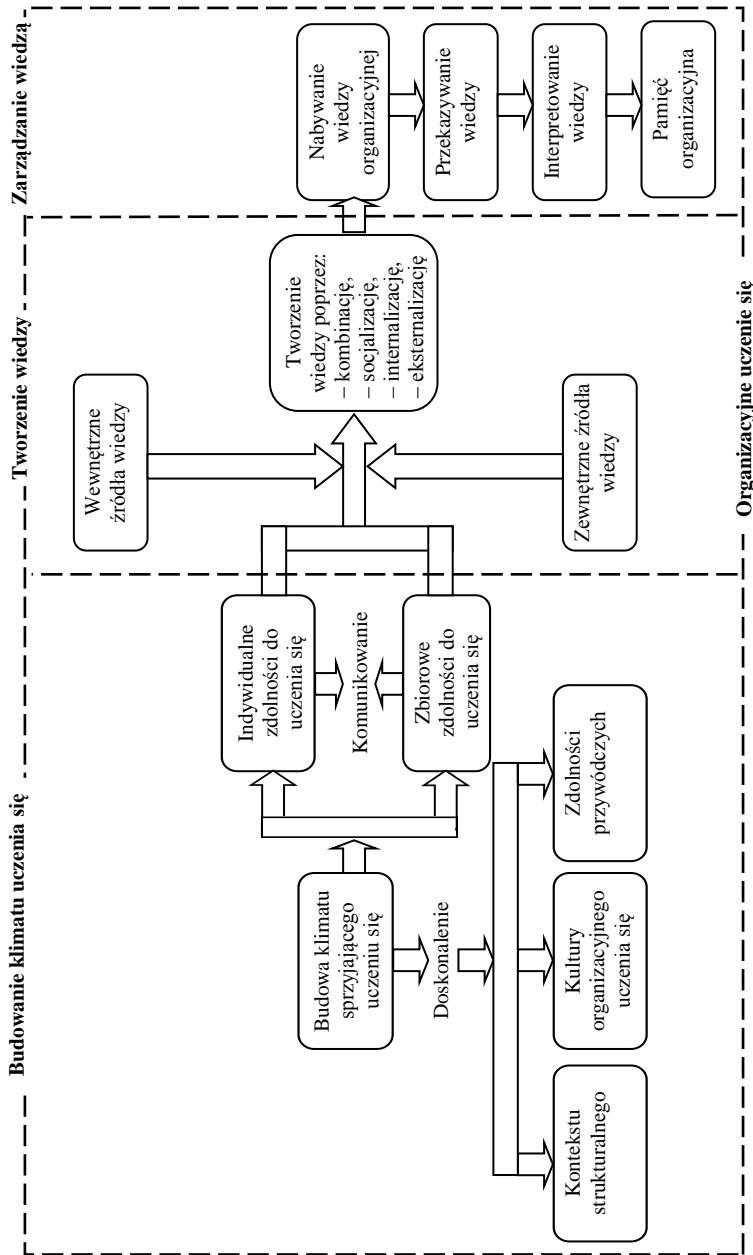 Budowanie klimatu uczenia się
Tworzenie wiedzy
Zarządzanie wiedzą
Budowa klimatu
sprzyjającego
uczeniu się
Doskonalenie
Kontekstu
strukturalnego
Kultury
organizacyjnego
uczenia się
Zdolności
przywódczych
Indywidualne
zdolności do
uczenia się
Komunikowanie
Zbiorowe
zdolności do
uczenia się
Wewnętrzne
źródła wiedzy
Zewnętrzne źródła
wiedzy
Tworzenie
wiedzy poprzez:
– kombinację,
– socjalizację,
– internalizację,
– eksternalizację
Nabywanie
wiedzy
organizacyjnej
Przekazywanie
wiedzy
Interpretowanie
wiedzy
Pamięć
organizacyjna
Organizacyjne uczenie się